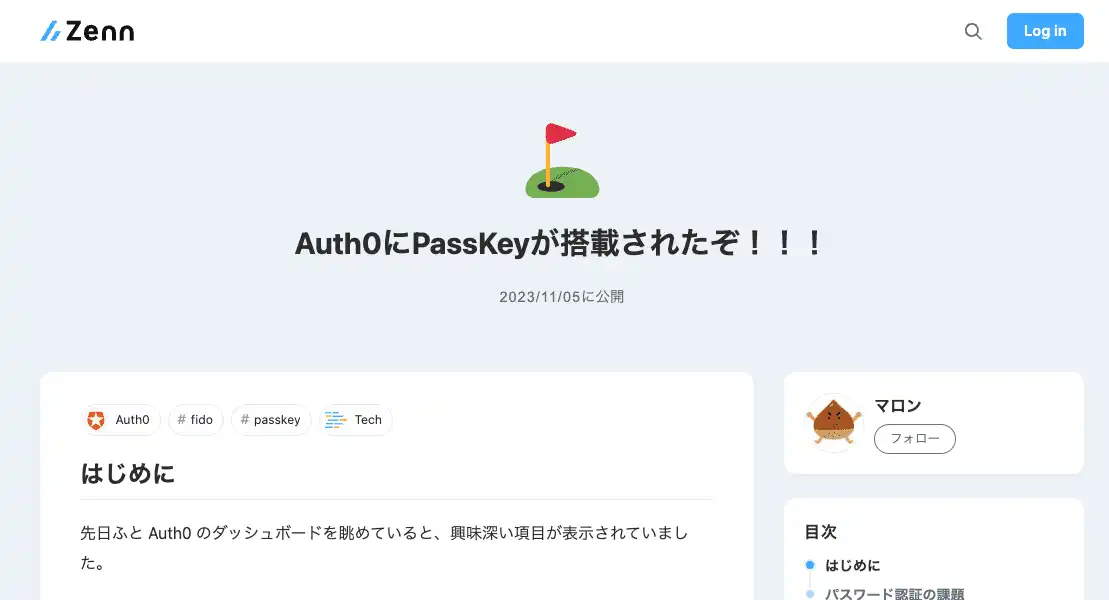 Zenn
Log in
Auth0にPassKeyが搭載されたぞ！！！
2023/11/05に公開
Auth0
# fido
# passkey
Tech
はじめに
先日ふと Auth0 のダッシュボードを眺めていると、興味深い項目が表示されていまし
た。
マロン
フォロー
目次
はじめに
パスワード認証の課題